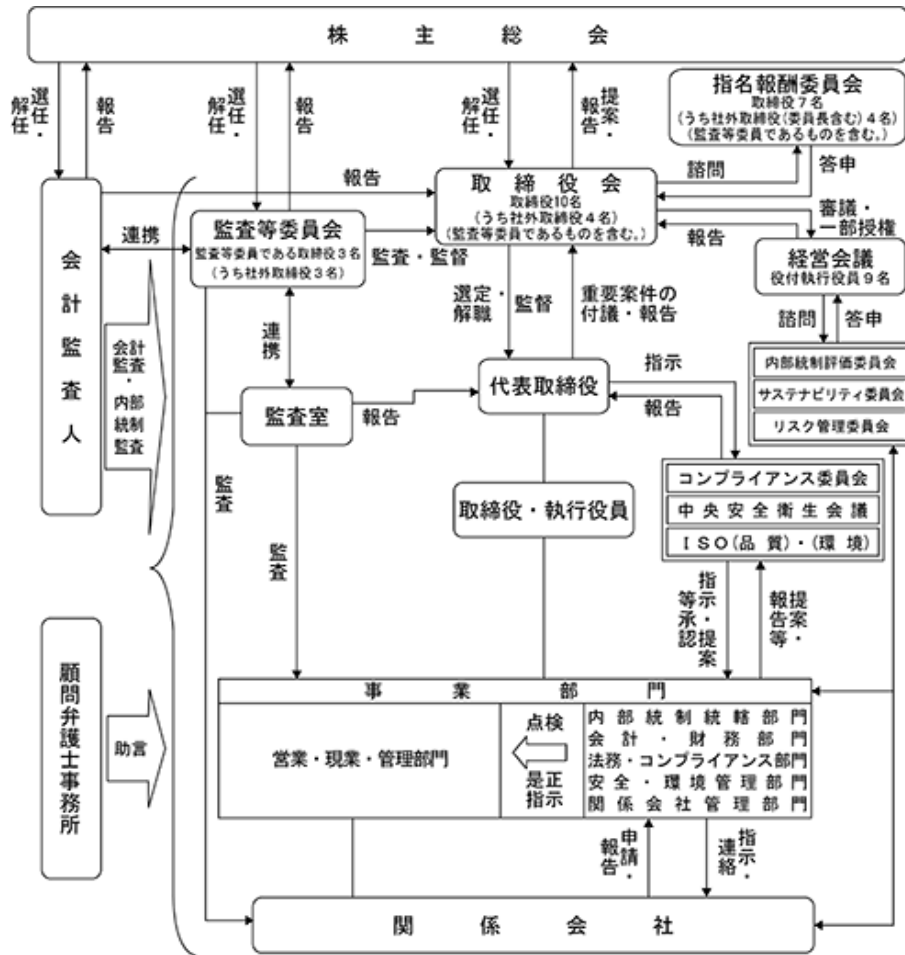 株主総会
選任・
解任
報告
選任・
解任
報告
選任・
解任
提案・
報告
指名報酬委員会
取締役7名
(うち社外取締役(委員長含む)4名)
(監査等委員であるものを含む。)
諮問
答申
報告
取締役会
取締役10名
(うち社外取締役4名)
(監査等委員であるものを含む。)
審議・
一部授権
報告
会計監査人
連携
監査等委員会
監査等委員である取締役3名
(うち社外取締役3名)
監査・監督
経営会議
役付執行役員9名
選定・
解職
監督
重要案件の
付議・報告
諮問
答申
会計
監査・
内部
統制
監査
連携
内部統制評価委員会
サステナビリティ委員会
リスク管理委員会
監査室
報告
代表取締役
指示
報告
監査
監査
取締役・執行役員
コンプライアンス委員会
中央安全衛生会議
ISO(品質)・(環境)
指示・提案
等承認
提案・
報告等
顧問弁護士事務所
助言
事業部門
営業・現業・管理部門
点検
是正
指示
内部統制統轄部門
会計・財務部門
法務・コンプライアンス部門
安全・環境管理部門
関係会社管理部門
申請・
報告
指示・
連絡
関係会社